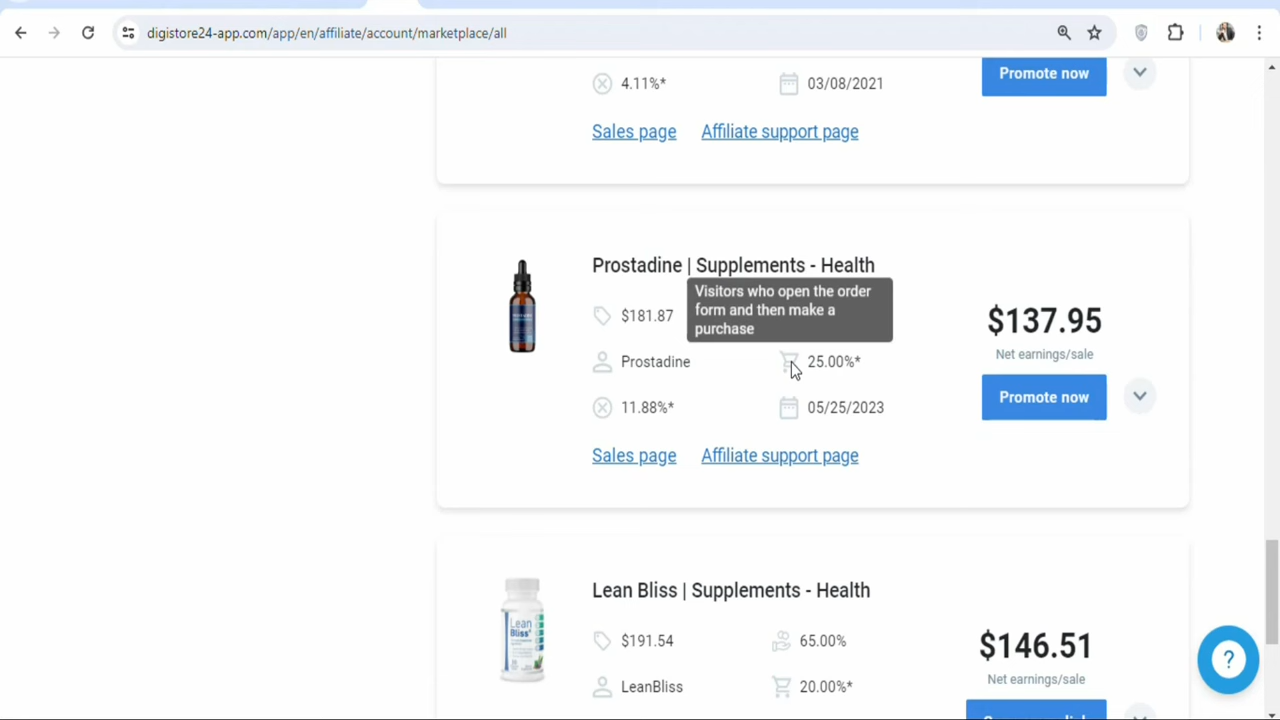 digistore24-app.com/app/en/affiliate/account/marketplace/all
4.11%*
03/08/2021
Promote now
Sales page
Affiliate support page
Prostadine | Supplements - Health
Visitors who open the order
form and then make a
purchase
$181.87
Prostadine
25.00%*
11.88%*
05/25/2023
$137.95
Net earnings/sale
Promote now
Sales page
Affiliate support page
Lean Bliss | Supplements - Health
Lean
Bliss
$191.54
65.00%
LeanBliss
20.00%*
$146.51
Net earnings/sale
?